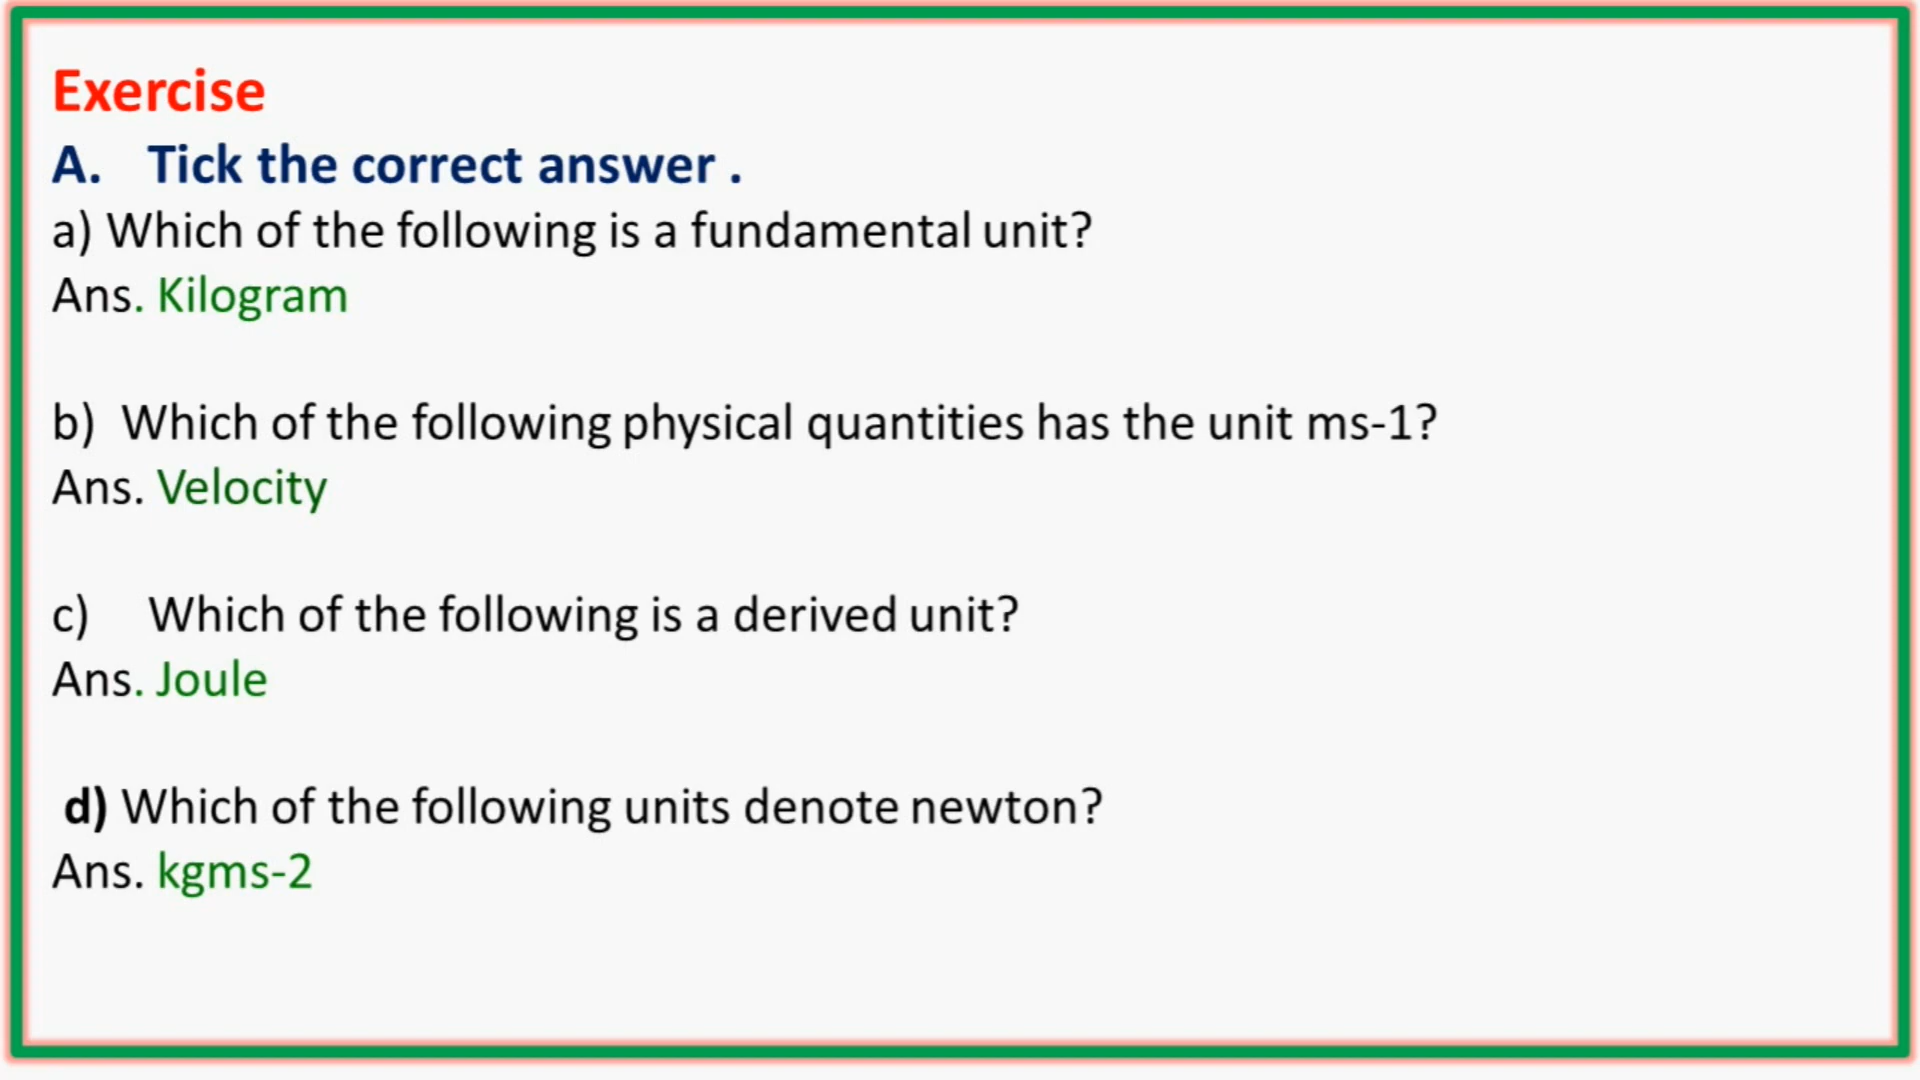 Exercise
A. Tick the correct answer .
a) Which of the following is a fundamental unit?
Ans. Kilogram
b) Which of the following physical quantities has the unit ms-1?
Ans. Velocity
c) Which of the following is a derived unit?
Ans. Joule
d) Which of the following units denote newton?
Ans. kgms-2